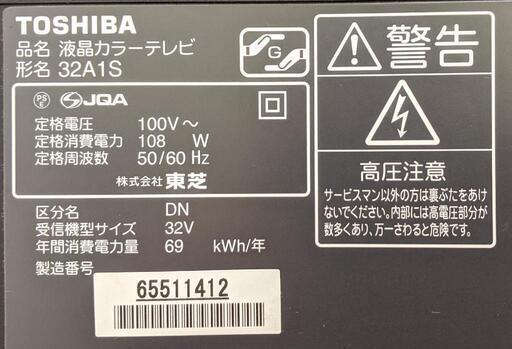 TOSHIBA
品名 液晶カラーテレビ
形名 32A1S
G
PS
E
JQA
定格電圧 100V～
定格消費電力 108 W
定格周波数 50/60 Hz
株式会社 東芝
区分名 DN
受信機型サイズ 32V
年間消費電力量 69 kWh/年
製造番号
65511412
警告
高圧注意
サービスマン以外の方は裏ぶたをあけ
ないでください。内部には高電圧部分が
数多くあり、万一さわると危険です。